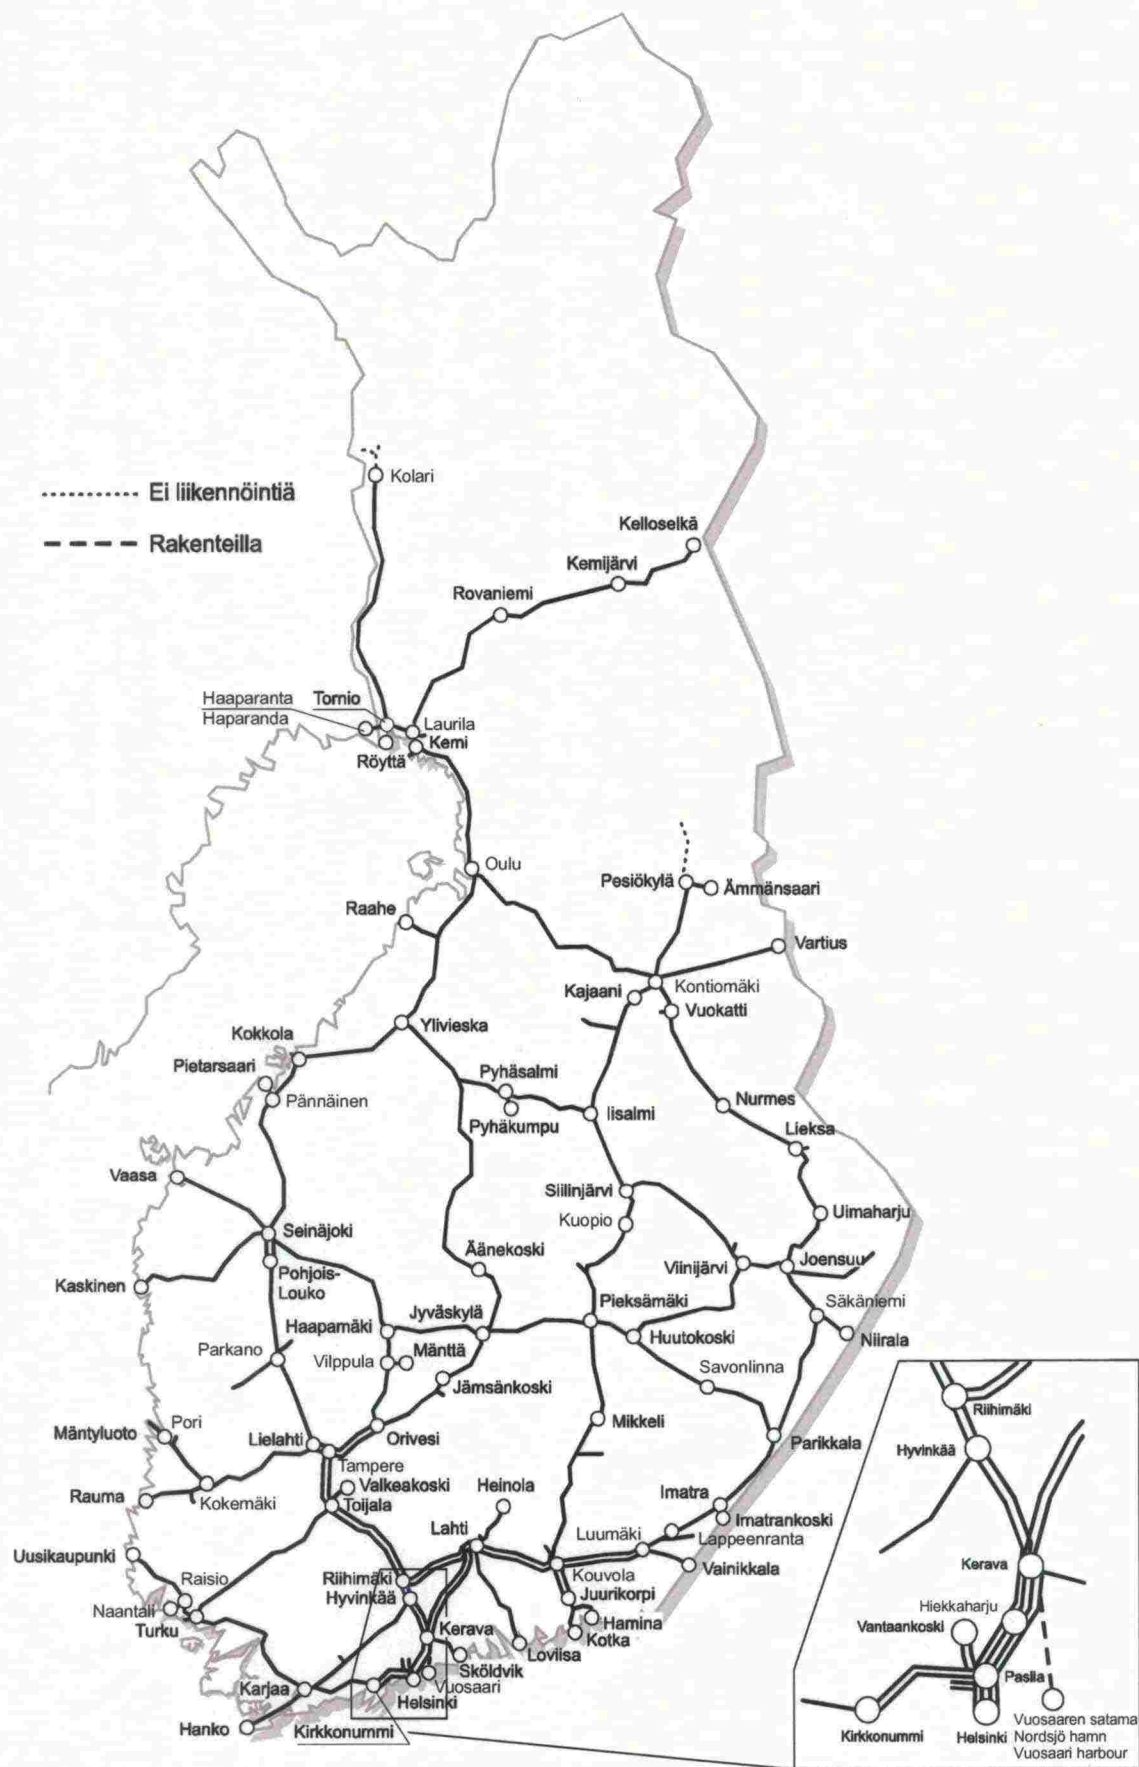 Kolari
Ei liikennöintiä
Rakenteilla
Kelloselkä
Kemijärvi
Rovaniemi
Haaparanta
Haparanda
Tornio
Laurila
Kemi
Röyttä
Oulu
Pesiökylä
Ämmänsaari
Raahe
Vartius
Kontiomäki
Kajaani
Vuokatti
Ylivieska
Kokkola
Pietarsaari
Pännäinen
Pyhäsalmi
Pyhäkumpu
Iisalmi
Nurmes
Lieksa
Vaasa
Siilinjärvi
Kuopio
Uimaharju
Seinäjoki
Äänekoski
Viinijärvi
Joensuu
Pohjois-
Louko
Kaskinen
Säkäniemi
Pieksämäki
Jyväskylä
Haapamäki
Huutokoski
Niirala
Parkano
Vilppula
Mänttä
Savonlinna
Jämsänkoski
Mikkeli
Pori
Mäntyluoto
Lielahti
Orivesi
Parikkala
Tampere
Valkeakoski
Heinola
Rauma
Kokemäki
Toijala
Imatra
Imatrankoski
Lahti
Luumäki
Lappeenranta
Uusikaupunki
Raisio
Riihimäki
Hyvinkää
Kouvola
Vainikkala
Juurikorpi
Naantali
Turku
Kerava
Hamina
Kotka
Loviisa
Sköldvik
Vuosaari
Karjaa
Helsinki
Hanko
Kirkkonummi
Riihimäki
Hyvinkää
Kerava
Hiekkaharju
Vantaankoski
Pasila
Kirkkonummi
Helsinki
Vuosaaren satama
Nordsjö hamn
Vuosaari harbour